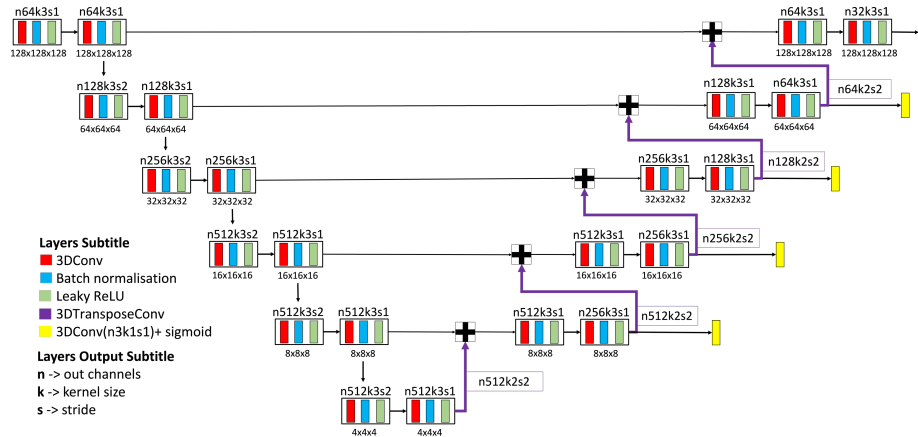 n64k3s1 n64k3s1 n64k3s1 n32k3s1
128x128x128 128x128x128 128x128x128 128x128x128
n64k2s2
n128k3s2 n128k3s1 n128k3s1 n64k3s1
64x64x64 64x64x64 64x64x64 64x64x64
n128k2s2
n256k3s2 n256k3s1 n256k3s1 n128k3s1
32x32x32 32x32x32 32x32x32 32x32x32
n256k2s2
n512k3s2 n512k3s1 n512k3s1 n256k3s1
16x16x16 16x16x16 16x16x16 16x16x16
n512k2s2
n512k3s2 n512k3s1 n512k3s1 n256k3s1
8x8x8 8x8x8 8x8x8 8x8x8
n512k2s2
n512k3s2 n512k3s1
4x4x4 4x4x4
Layers Subtitle
3DConv
Batch normalisation
Leaky ReLU
3DTransposeConv
3DConv(n3k1s1)+ sigmoid
Layers Output Subtitle
n -> out channels
k -> kernel size
s -> stride